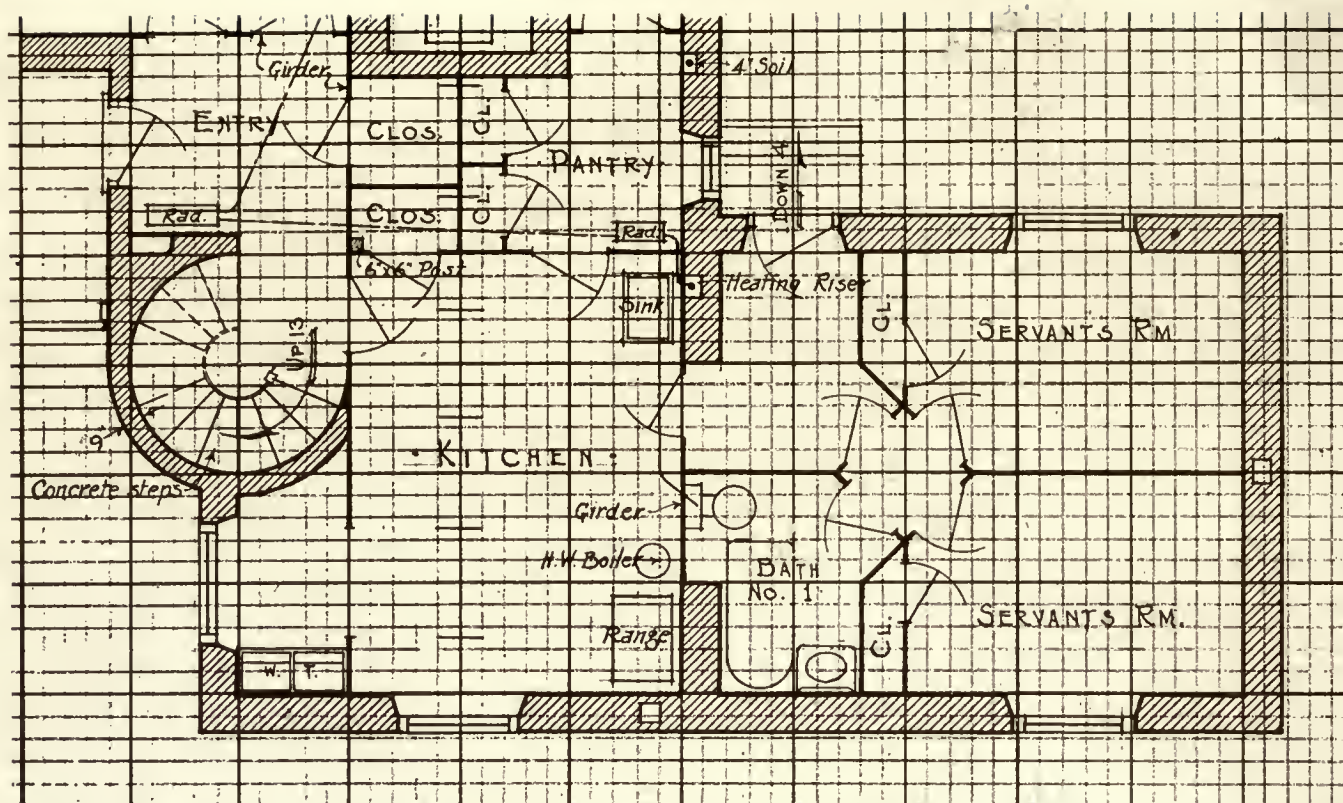 Girder
4" Soil
ENTRY
CLOS.
CL.
PANTRY
DOWN 4
Rad.
CLOS.
CL.
Rad.
6"x6" Post
Heating Riser
Sink
CL.
SERVANTS RM
UP 13
9"
KITCHEN
Concrete steps
Girder
H.W. Boiler
BATH
No. 1
Range
CL.
SERVANTS RM.
W. T.